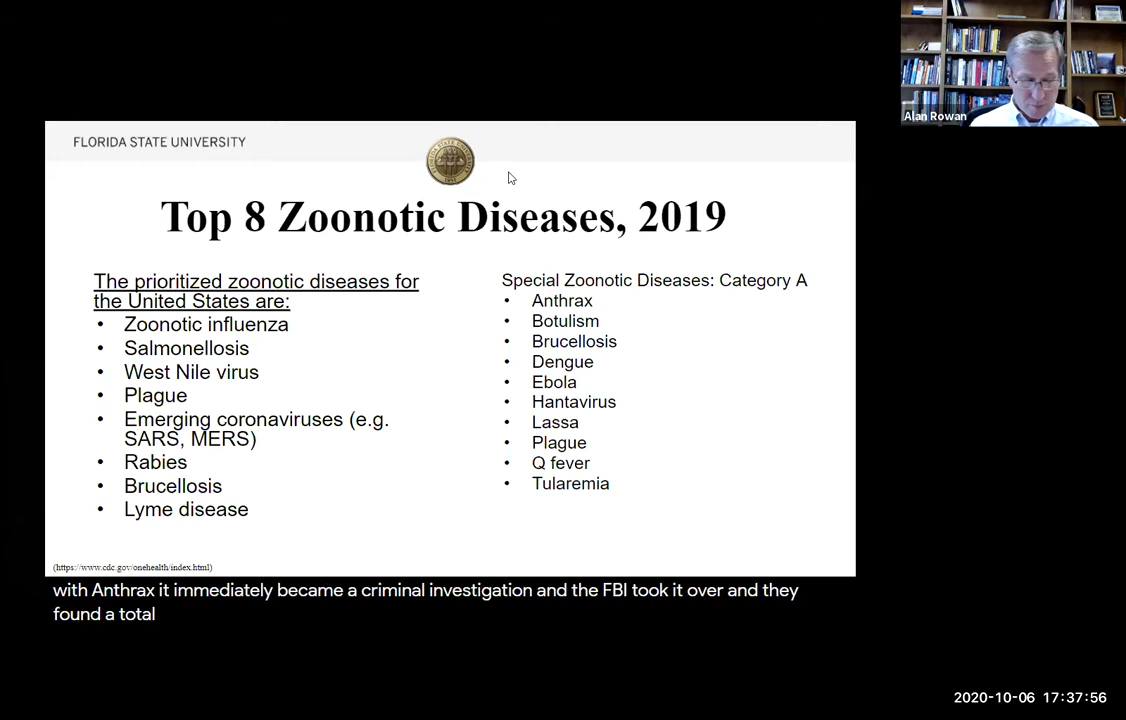 Alan Rowan
FLORIDA STATE UNIVERSITY
Top 8 Zoonotic Diseases, 2019
The prioritized zoonotic diseases for
the United States are:
• Zoonotic influenza
• Salmonellosis
• West Nile virus
• Plague
• Emerging coronaviruses (e.g.
SARS, MERS)
• Rabies
• Brucellosis
• Lyme disease
Special Zoonotic Diseases: Category A
• Anthrax
• Botulism
• Brucellosis
• Dengue
• Ebola
• Hantavirus
• Lassa
• Plague
• Q fever
• Tularemia
(https://www.cdc.gov/onehealth/index.html)
with Anthrax it immediately became a criminal investigation and the FBI took it over and they
found a total
2020-10-06 17:37:56